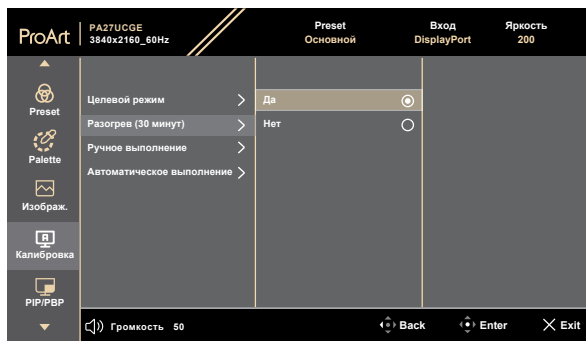 ProArt
PA27UCGE
3840x2160_60Hz
Preset
Основной
Вход
DisplayPort
Яркость
200
Preset
Palette
Изображ.
Калибровка
PIP/PBP
Целевой режим
Разогрев (30 минут)
Ручное выполнение
Автоматическое выполнение
Да
Нет
Громкость 50
Back
Enter
Exit